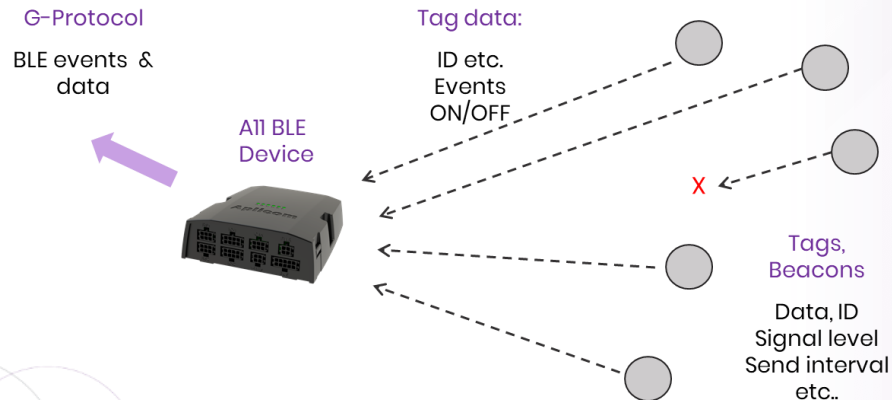 G-Protocol
BLE events & data
Tag data:
ID etc.
Events
ON/OFF
A11 BLE
Device
Aplicom
X
Tags,
Beacons
Data, ID
Signal level
Send interval
etc..